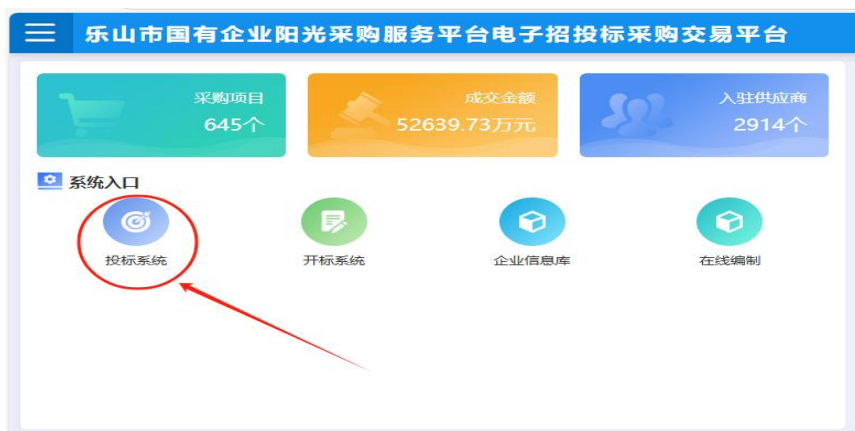 乐山市国有企业阳光采购服务平台电子招投标采购交易平台
采购项目
645个
成交金额
52639.73万元
入驻供应商
2914个
系统入口
投标系统
开标系统
企业信息库
在线编制